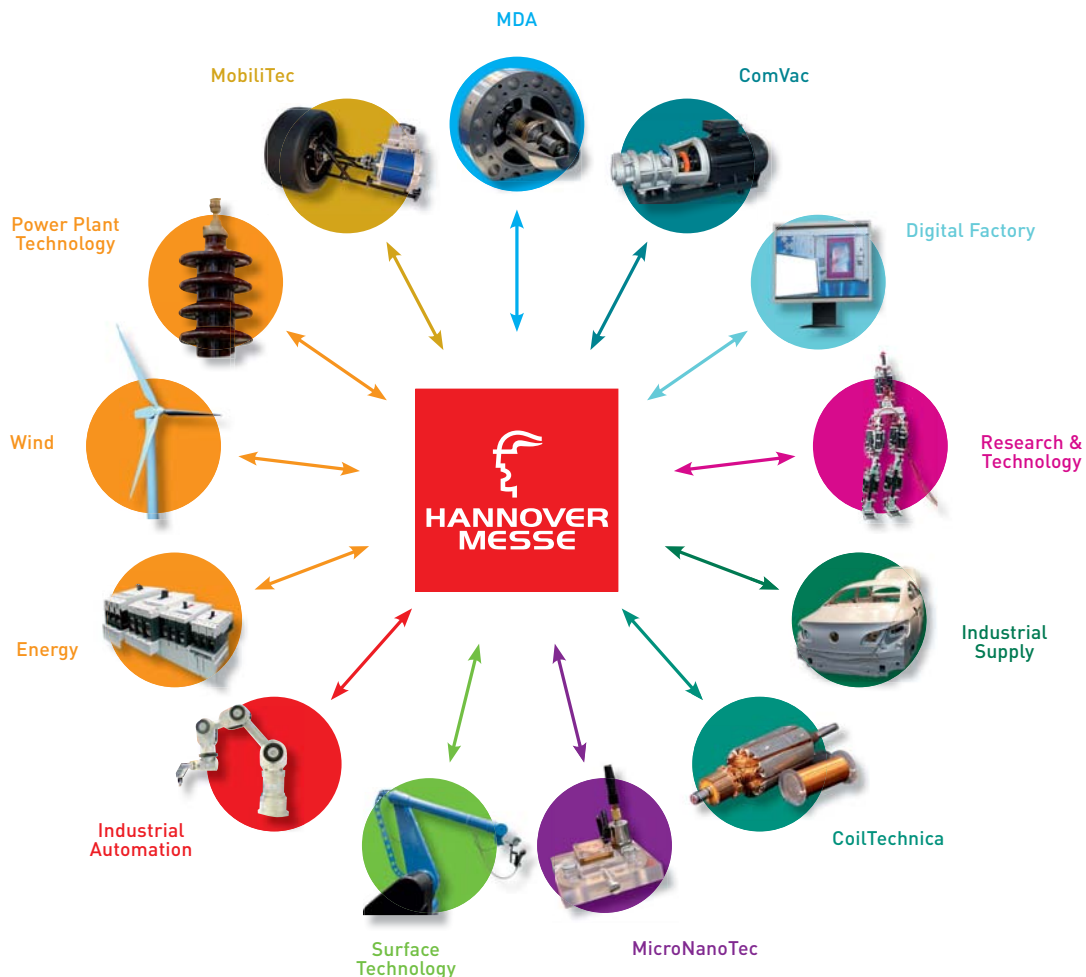 MDA
MobiliTec
ComVac
Power Plant
Technology
Digital Factory
Wind
Research &
Technology
HANNOVER
MESSE
Energy
Industrial
Supply
Industrial
Automation
CoilTechnica
Surface
Technology
MicroNanoTec